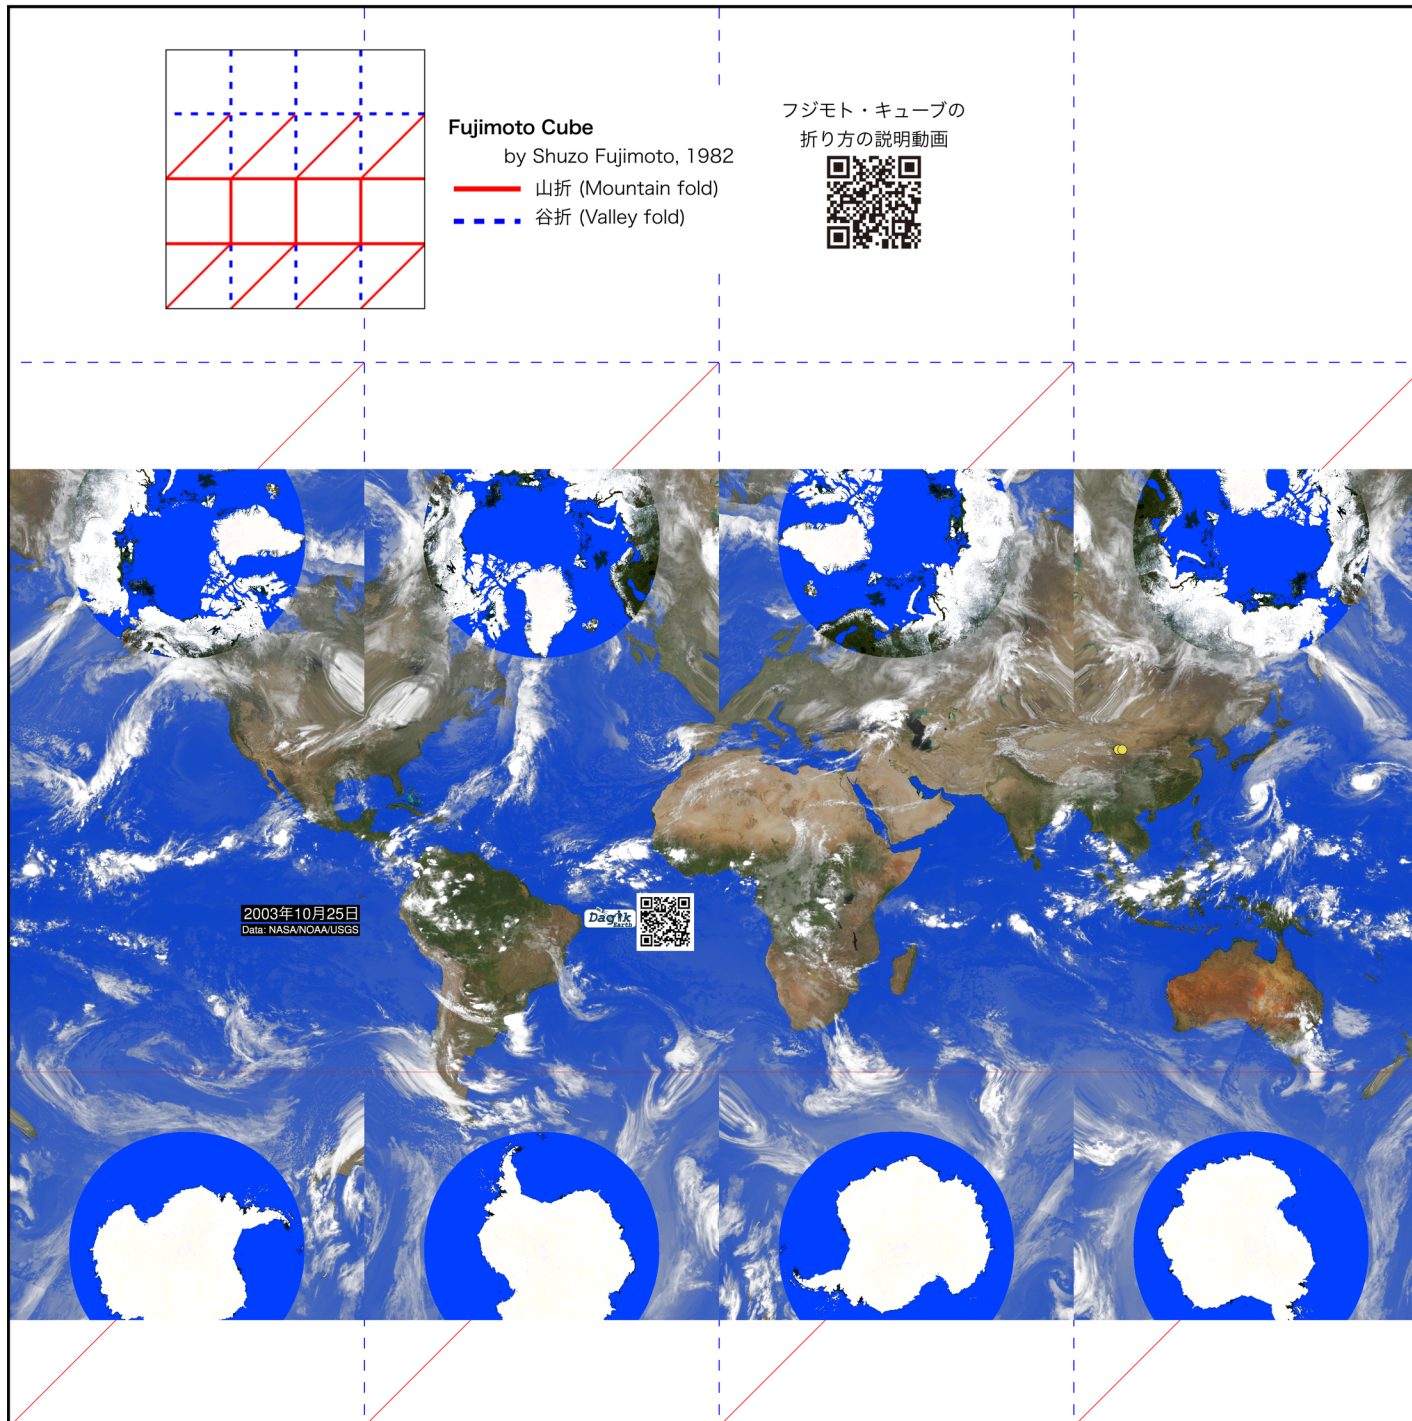 Fujimoto Cube
by Shuzo Fujimoto, 1982
山折 (Mountain fold)
谷折 (Valley fold)
フジモト・キューブの
折り方の説明動画
2003年10月25日
Data: NASA/NOAA/USGS
Dagik
Earth